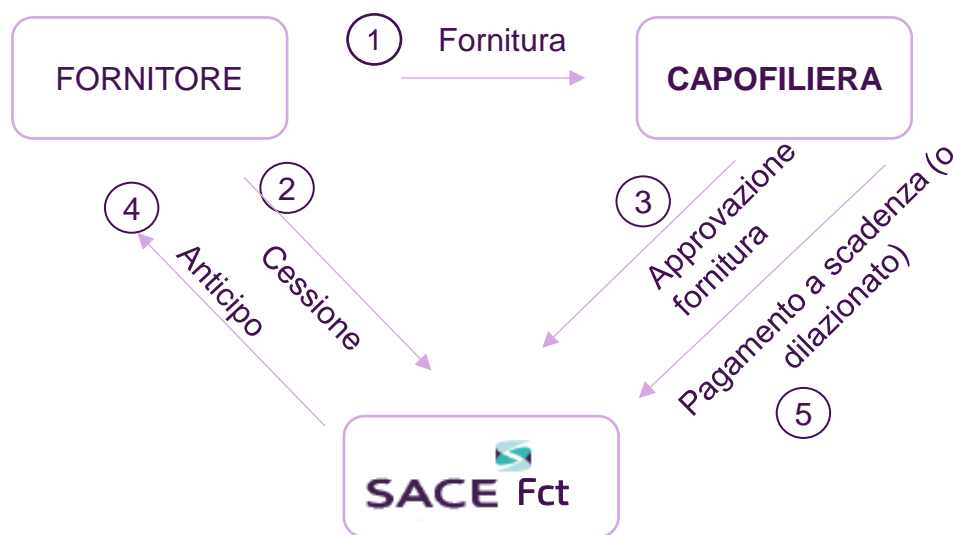 1 Fornitura
FORNITORE
CAPOFILIERA
2
3
4
Anticipo
Cessione
Approvazione
fornitura
Pagamento a scadenza (o
dilazionato)
5
SACE Fct